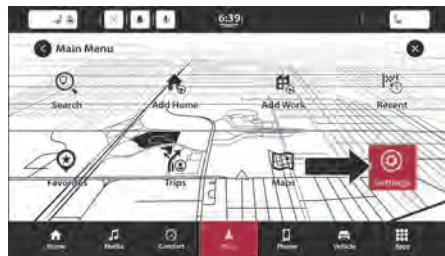 6:39
Main Menu
Search Add Home Add Work Recent
Favorites Trips Maps Settings
Home Media Comfort Nav Phone Vehicle Apps